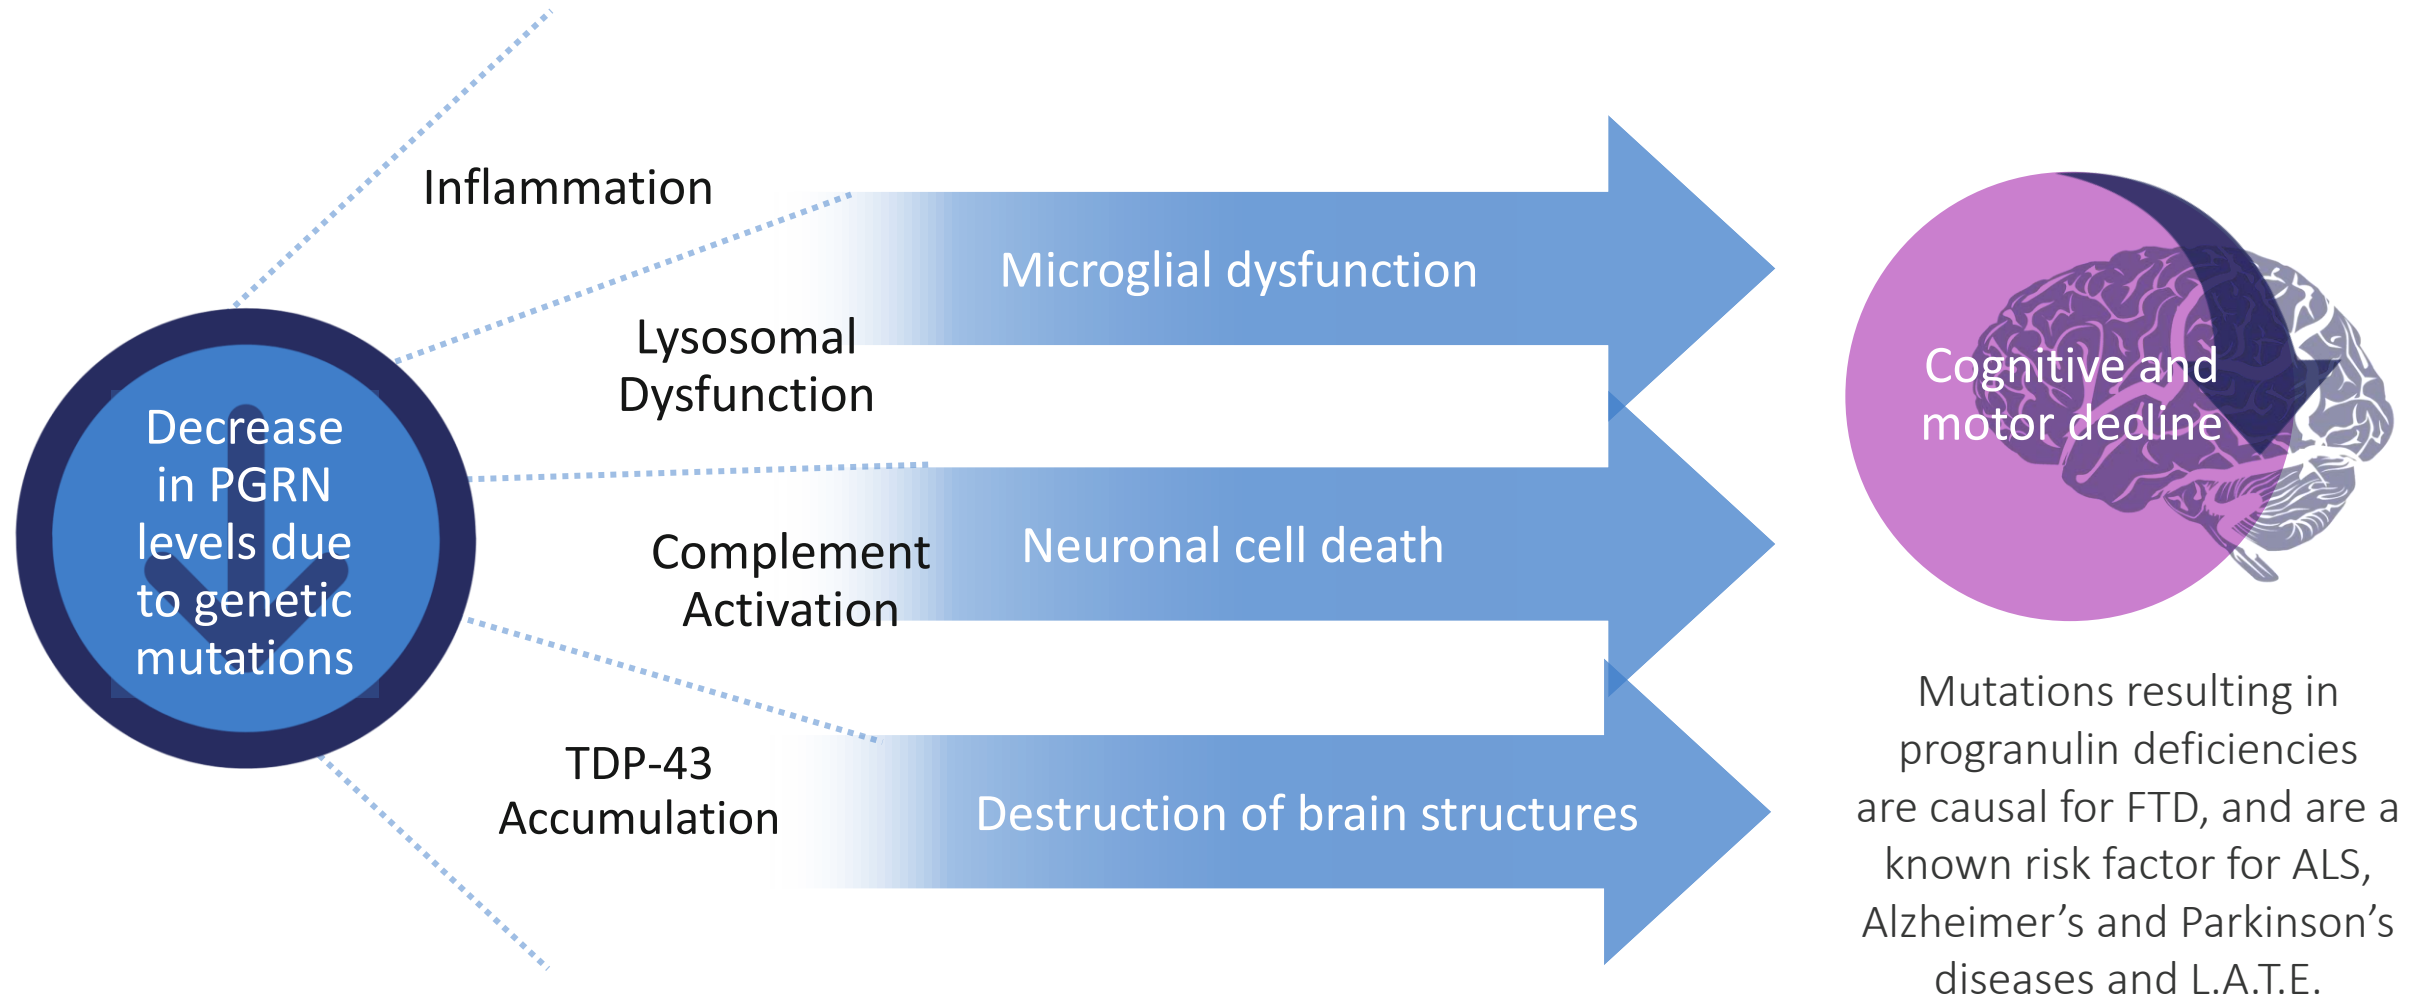 Decrease
in PGRN
levels due
to genetic
mutations
Inflammation
Lysosomal
Dysfunction
Complement
Activation
TDP-43
Accumulation
Microglial dysfunction
Neuronal cell death
Destruction of brain structures
Cognitive and
motor decline
Mutations resulting in
progranulin deficiencies
are causal for FTD, and are a
known risk factor for ALS,
Alzheimer’s and Parkinson’s
diseases and L.A.T.E.